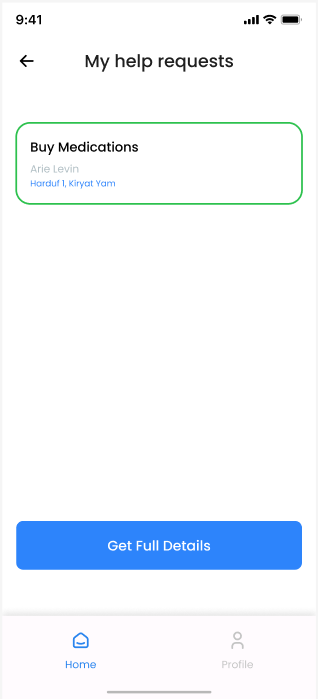 9:41
My help requests
Buy Medications
Arie Levin
Harduf 1, Kiryat Yam
Get Full Details
Home
Profile